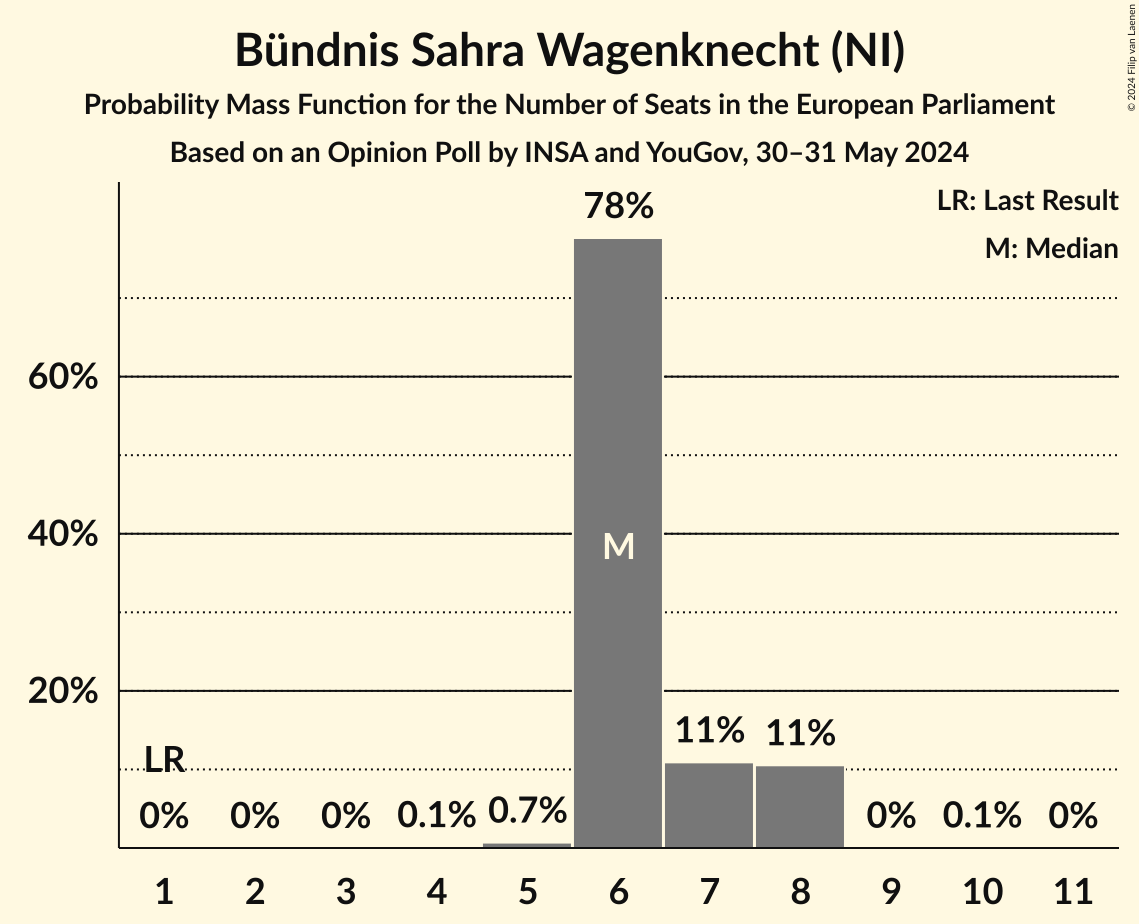 Bündnis Sahra Wagenknecht (NI)
Probability Mass Function for the Number of Seats in the European Parliament
Based on an Opinion Poll by INSA and YouGov, 30–31 May 2024
© 2024 Filip van Laenen
LR: Last Result
M: Median
78%
60%
40%
M
20%
LR
11%
11%
0%
0%
0%
0.1%
0.7%
0%
0.1%
0%
1 2 3 4 5 6 7 8 9 10 11